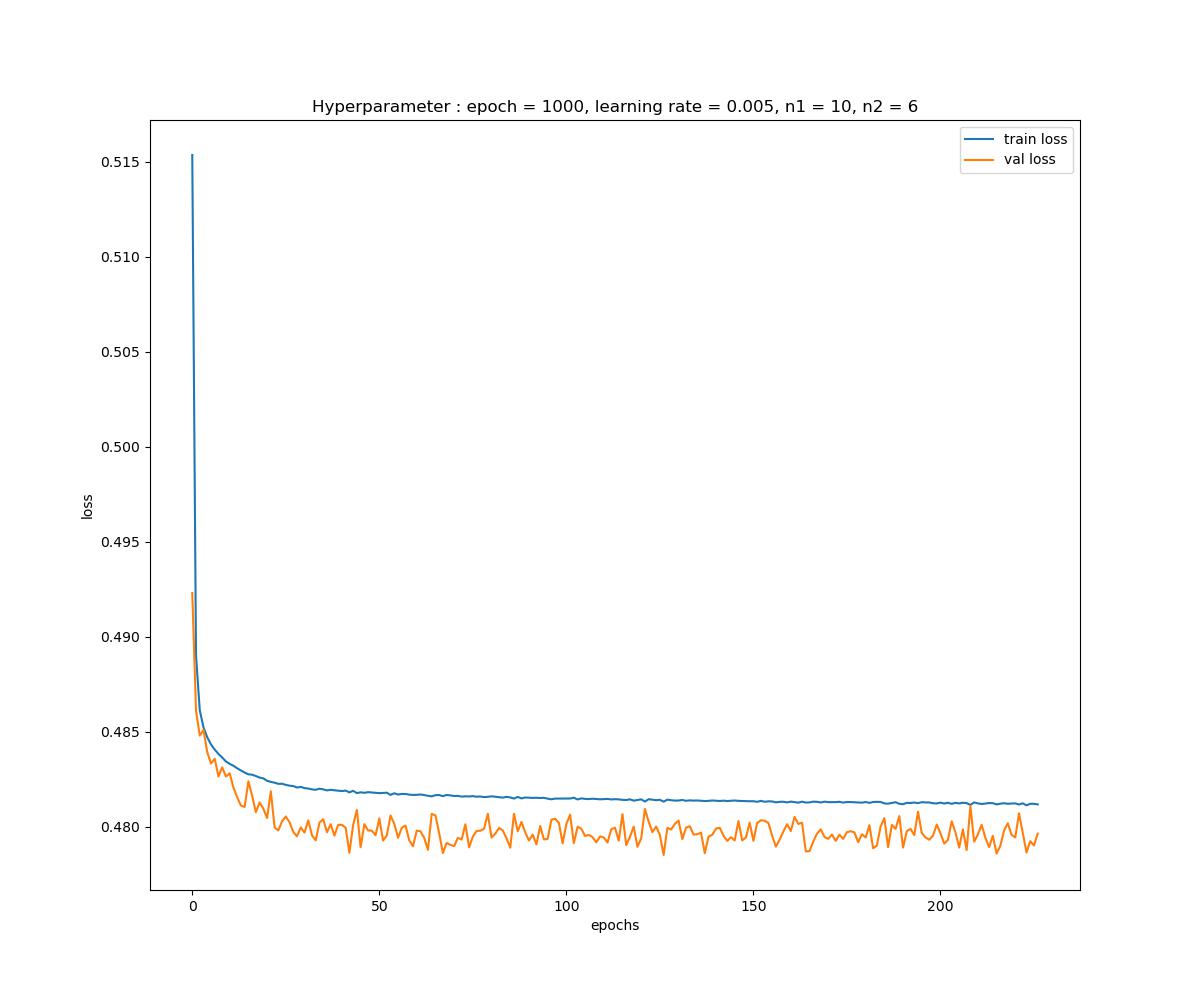 Hyperparameter : epoch = 1000, learning rate = 0.005, n1 = 10, n2 = 6
train loss
val loss
0.515
0.510
0.505
0.500
0.495
0.490
0.485
0.480
loss
0 50 100 150 200
epochs